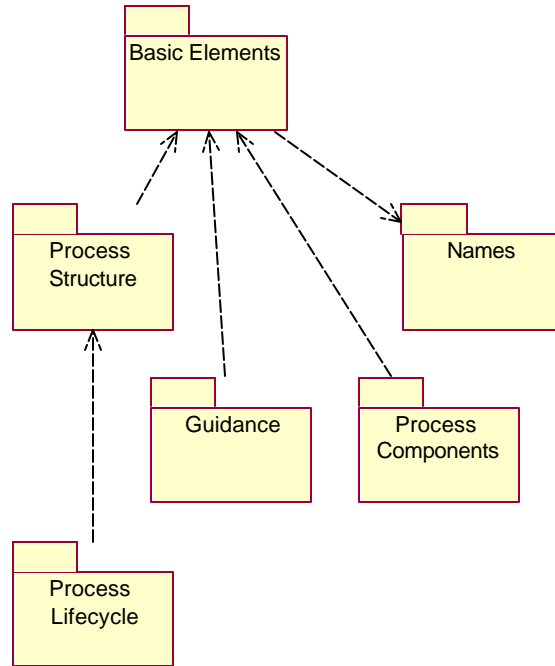 Basic Elements
Process
Structure
Names
Guidance
Process
Components
Process
Lifecycle